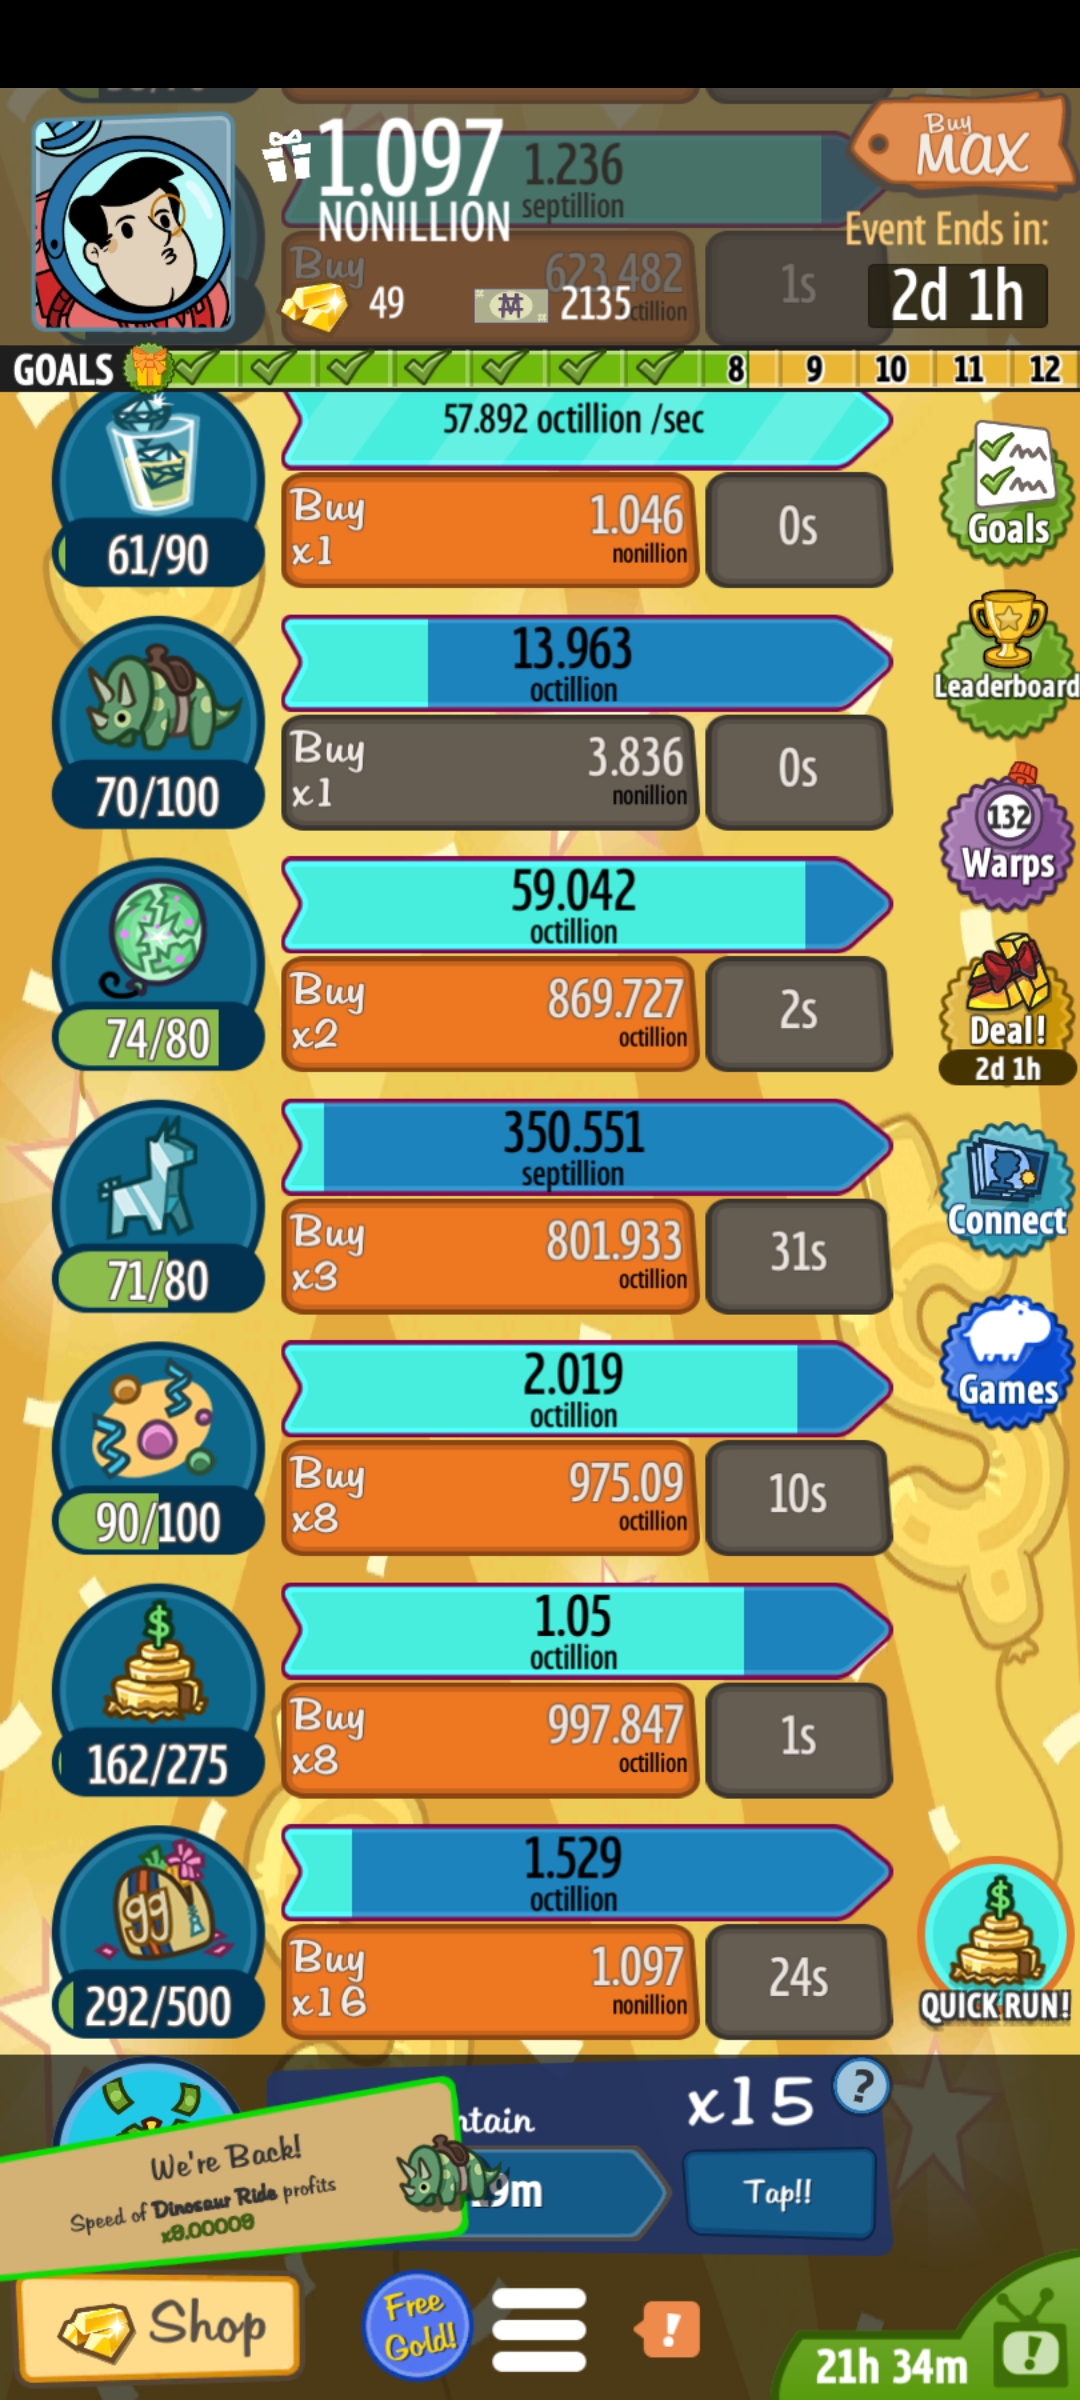 1.097
NONILLION
1.236
septillion
Buy
MAX
Event Ends in:
2d 1h
Buy
623.482
1s
49
2135
GOALS
8 9 10 11 12
57.892 octillion /sec
Buy
x1
1.046
nonillion
0s
61/90
Goals
13.963
octillion
Buy
x1
3.836
nonillion
0s
70/100
Leaderboard
59.042
octillion
Buy
x2
869.727
octillion
2s
74/80
132
Warps
Deal!
2d 1h
350.551
septillion
Buy
x3
801.933
octillion
31s
71/80
Connect
2.019
octillion
Buy
x8
975.09
octillion
10s
90/100
Games
$
1.05
octillion
Buy
x8
997.847
octillion
1s
162/275
99
1.529
octillion
Buy
x16
1.097
nonillion
24s
292/500
$
QUICK RUN!
ntain
x15
?
9m
Tap!!
We're Back!
Speed of Dinosaur Ride profits
x9.00009
Shop
Free
Gold!
!
21h 34m
!